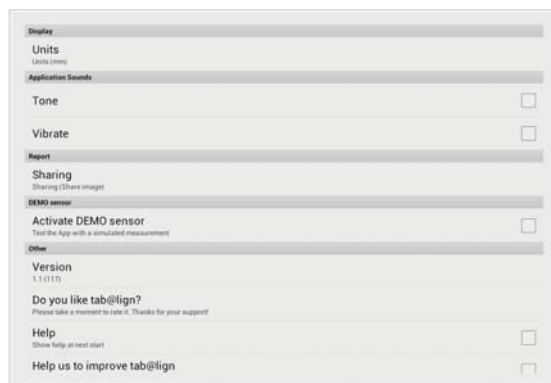 Display
Units
Units (mm)
Application Sounds
Tone
Vibrate
Report
Sharing
Sharing (Share image)
DEMO sensor
Activate DEMO sensor
Test the App with a simulated measurement
Other
Version
1.1 (117)
Do you like tab@lign?
Please take a moment to rate it. Thanks for your support!
Help
Show help at next start
Help us to improve tab@lign